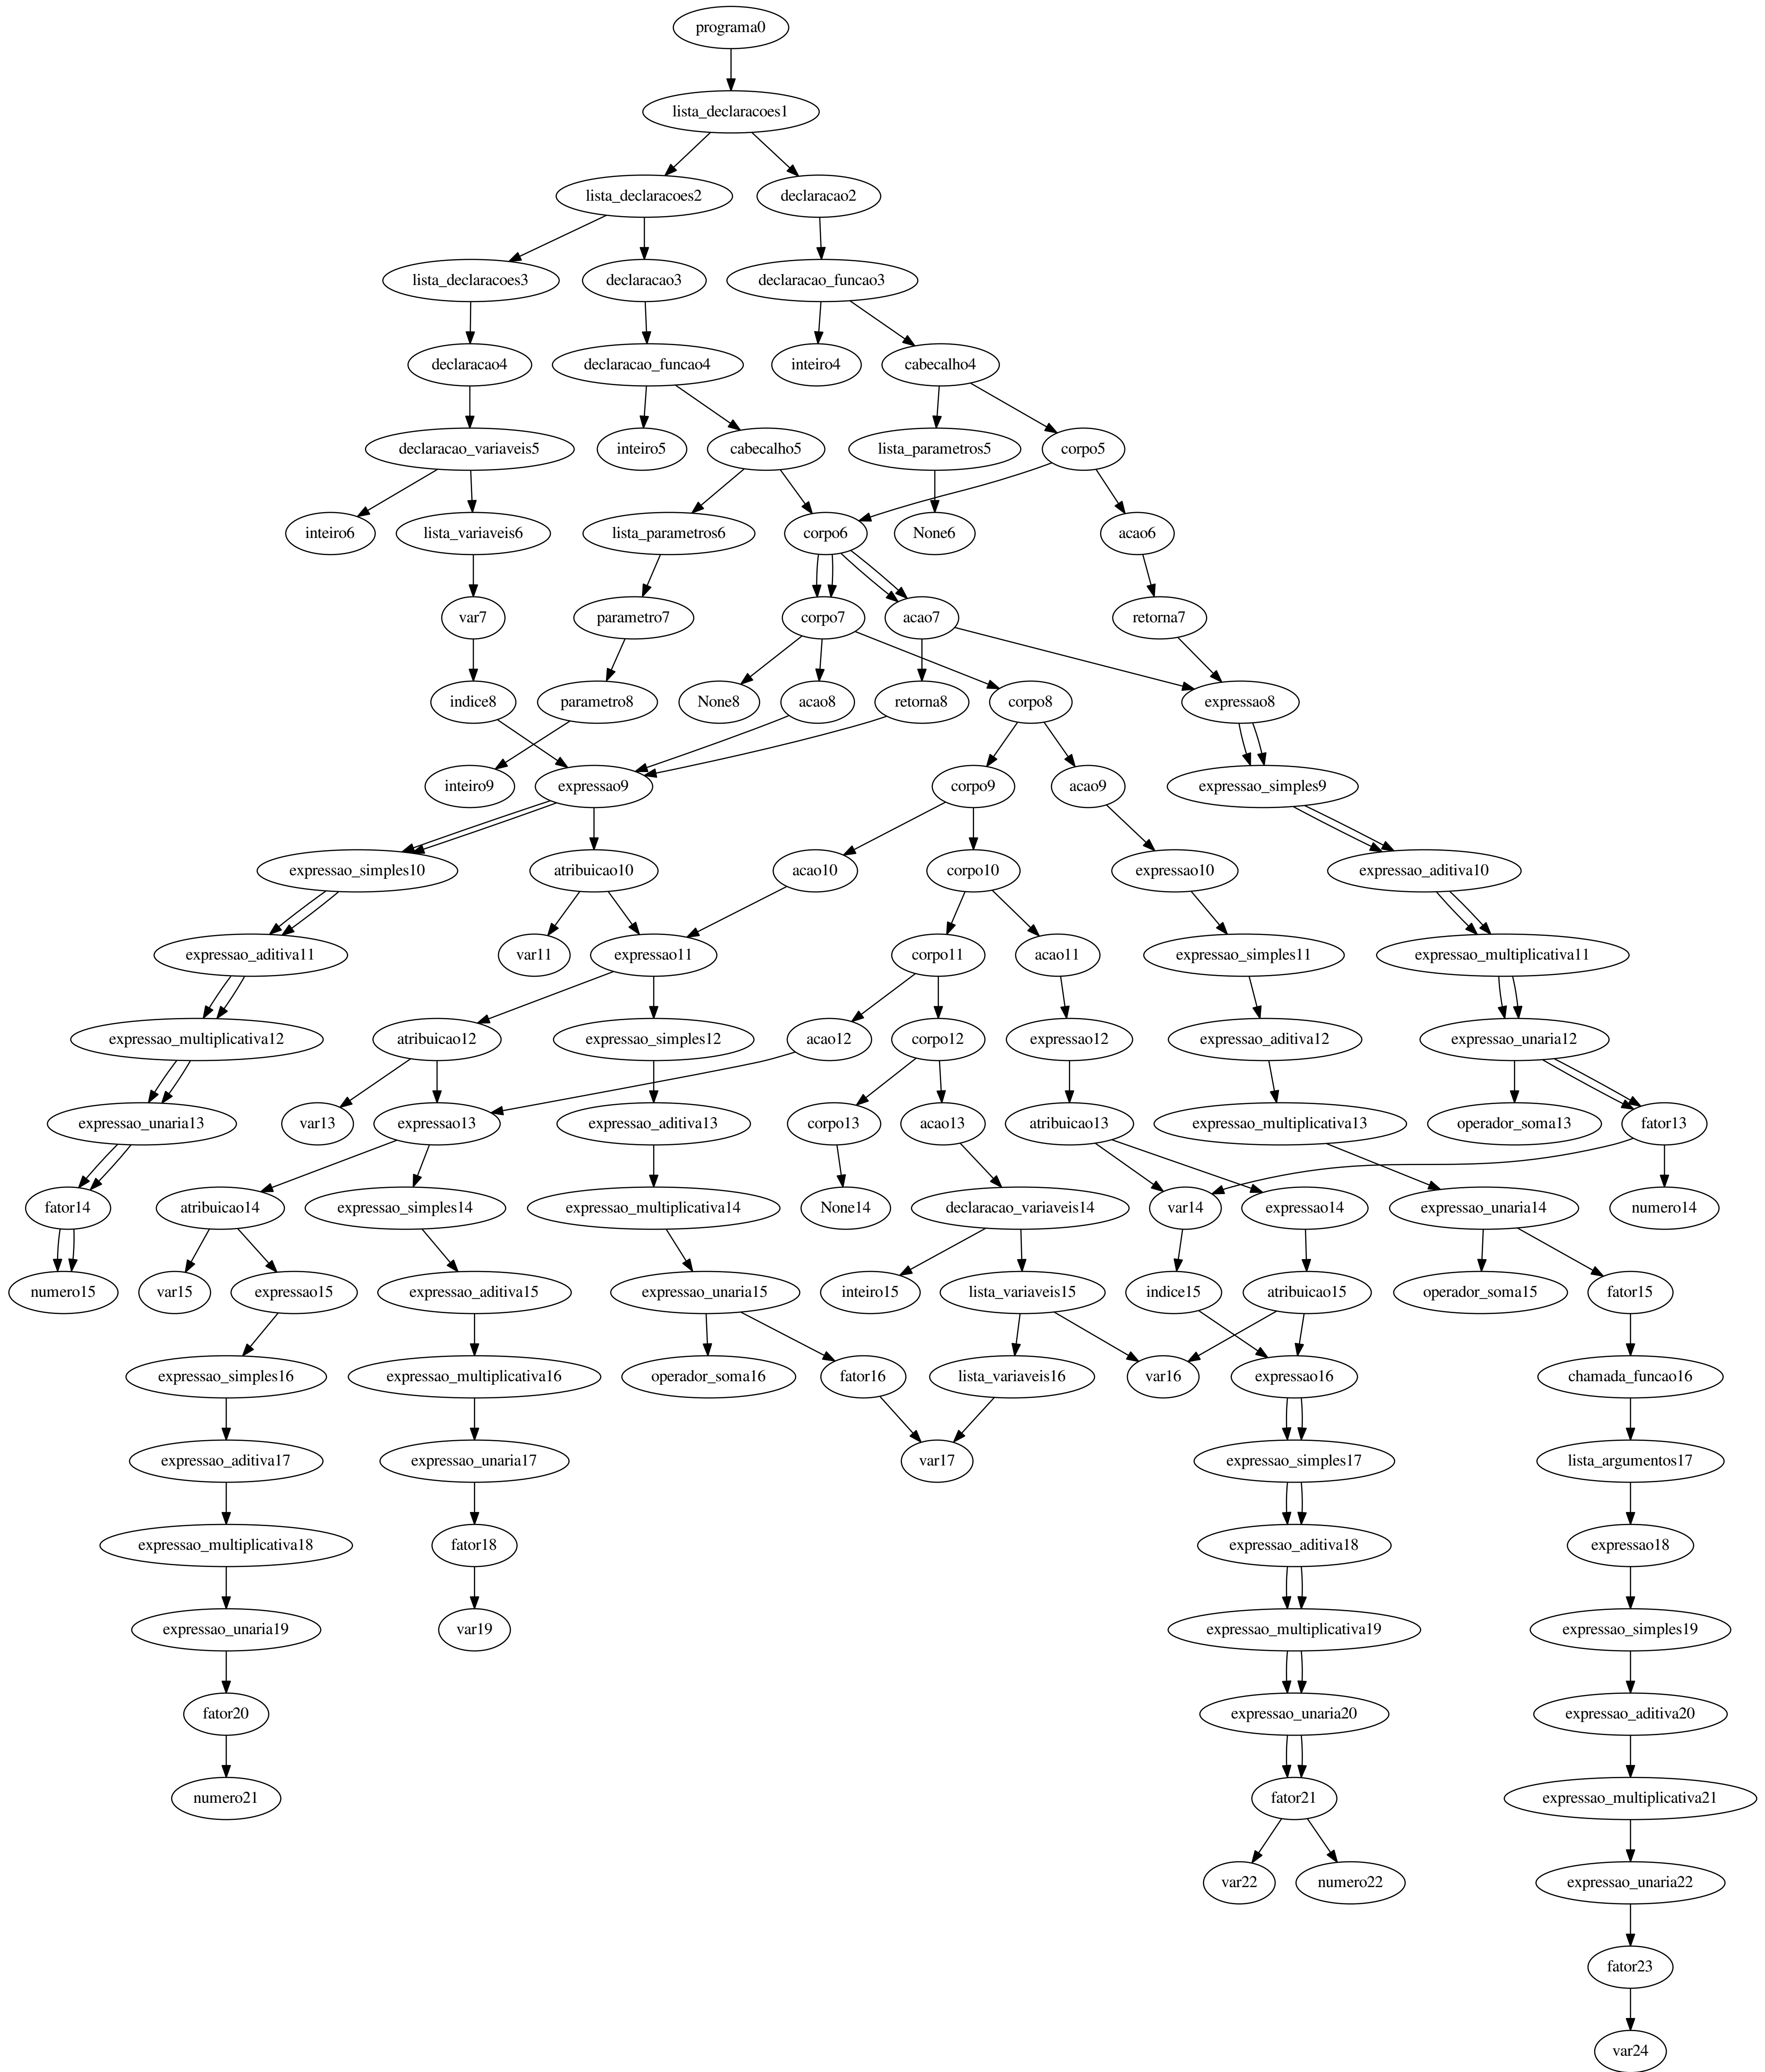 programa0
lista_declaracoes1
lista_declaracoes2
declaracao2
lista_declaracoes3
declaracao3
declaracao_funcao3
declaracao4
declaracao_funcao4
inteiro4
cabecalho4
declaracao_variaveis5
inteiro5
cabecalho5
lista_parametros5
corpo5
inteiro6
lista_variaveis6
lista_parametros6
corpo6
None6
acao6
var7
parametro7
corpo7
acao7
retorna7
indice8
parametro8
None8
acao8
retorna8
corpo8
expressao8
inteiro9
expressao9
corpo9
acao9
expressao_simples9
expressao_simples10
atribuicao10
acao10
corpo10
expressao10
expressao_aditiva10
expressao_aditiva11
var11
expressao11
corpo11
acao11
expressao_simples11
expressao_multiplicativa11
expressao_multiplicativa12
atribuicao12
expressao_simples12
acao12
corpo12
expressao12
expressao_aditiva12
expressao_unaria12
expressao_unaria13
var13
expressao13
expressao_aditiva13
corpo13
acao13
atribuicao13
expressao_multiplicativa13
operador_soma13
fator13
fator14
atribuicao14
expressao_simples14
expressao_multiplicativa14
None14
declaracao_variaveis14
var14
expressao14
expressao_unaria14
numero14
numero15
var15
expressao15
expressao_aditiva15
expressao_unaria15
inteiro15
lista_variaveis15
indice15
atribuicao15
operador_soma15
fator15
expressao_simples16
expressao_multiplicativa16
operador_soma16
fator16
lista_variaveis16
var16
expressao16
chamada_funcao16
expressao_aditiva17
expressao_unaria17
var17
expressao_simples17
lista_argumentos17
expressao_multiplicativa18
fator18
expressao_aditiva18
expressao18
expressao_unaria19
var19
expressao_multiplicativa19
expressao_simples19
fator20
expressao_unaria20
expressao_aditiva20
numero21
fator21
expressao_multiplicativa21
var22
numero22
expressao_unaria22
fator23
var24